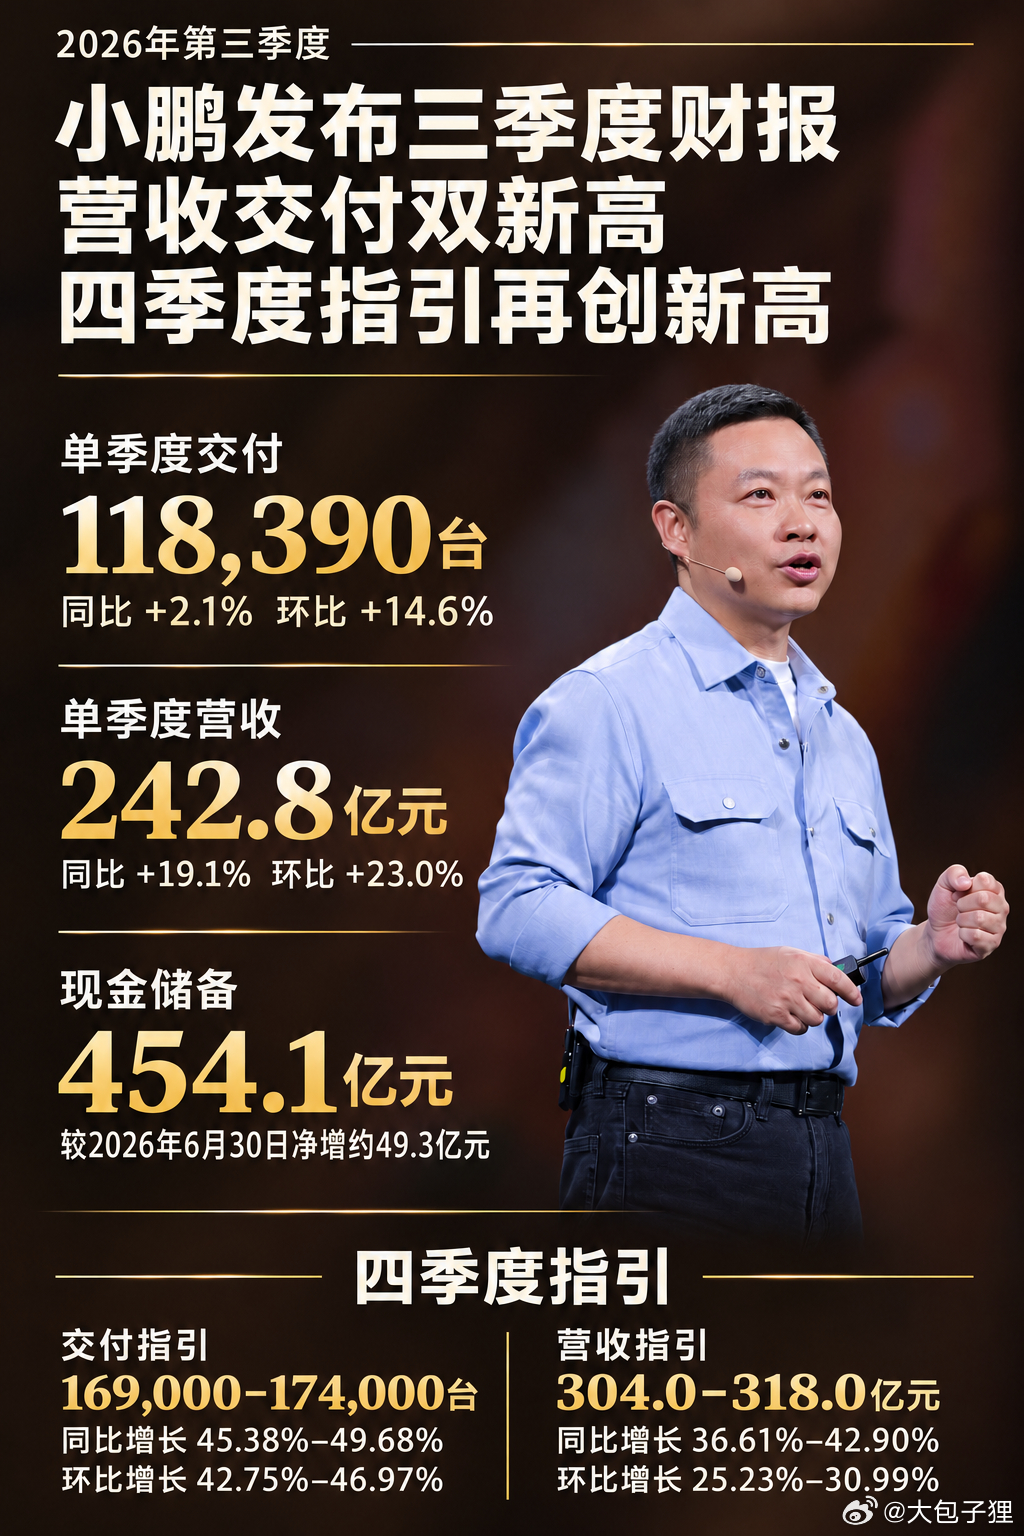 2026年第三季度
小鹏发布三季度财报
营收交付双新高
四季度指引再创新高
单季度交付
118,390台
同比 +2.1% 环比 +14.6%
单季度营收
242.8亿元
同比 +19.1% 环比 +23.0%
现金储备
454.1亿元
较2026年6月30日净增约49.3亿元
四季度指引
交付指引
169,000-174,000台
同比增长 45.38%-49.68%
环比增长 42.75%-46.97%
营收指引
304.0-318.0亿元
同比增长 36.61%-42.90%
环比增长 25.23%-30.99%
@大包子狸